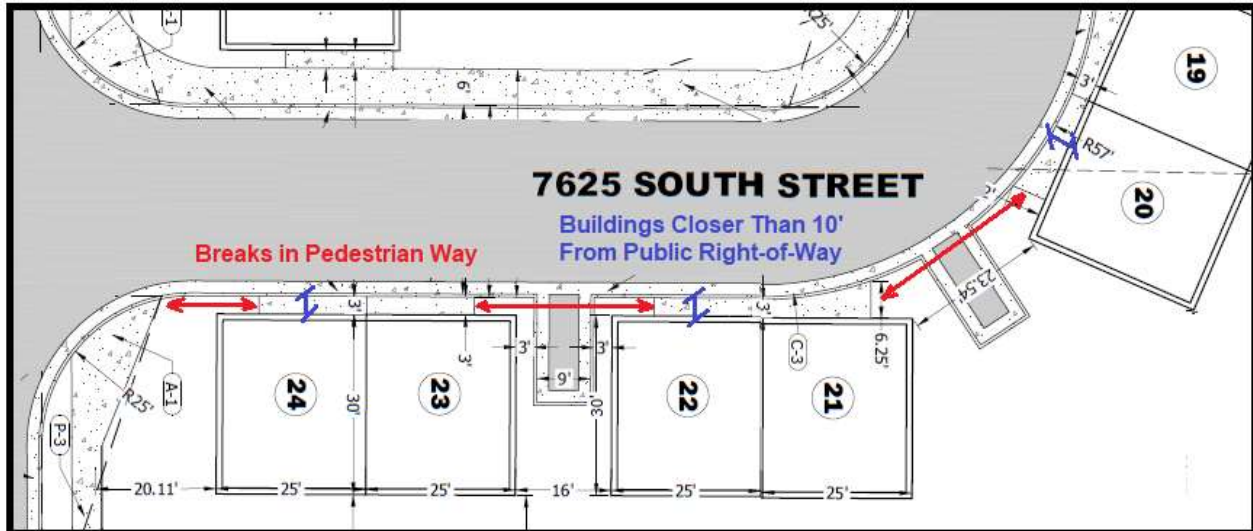 -1
R25'
19
6'
3'
R57'
7625 SOUTH STREET
20
Buildings Closer Than 10'
From Public Right-of-Way
Breaks in Pedestrian Way
23.54'
3'
3'
C-3
6.25'
3'
3'
3'
A-1
R25'
9'
24
23
22
21
30'
30'
P-3
20.11'
25'
25'
16'
25'
25'